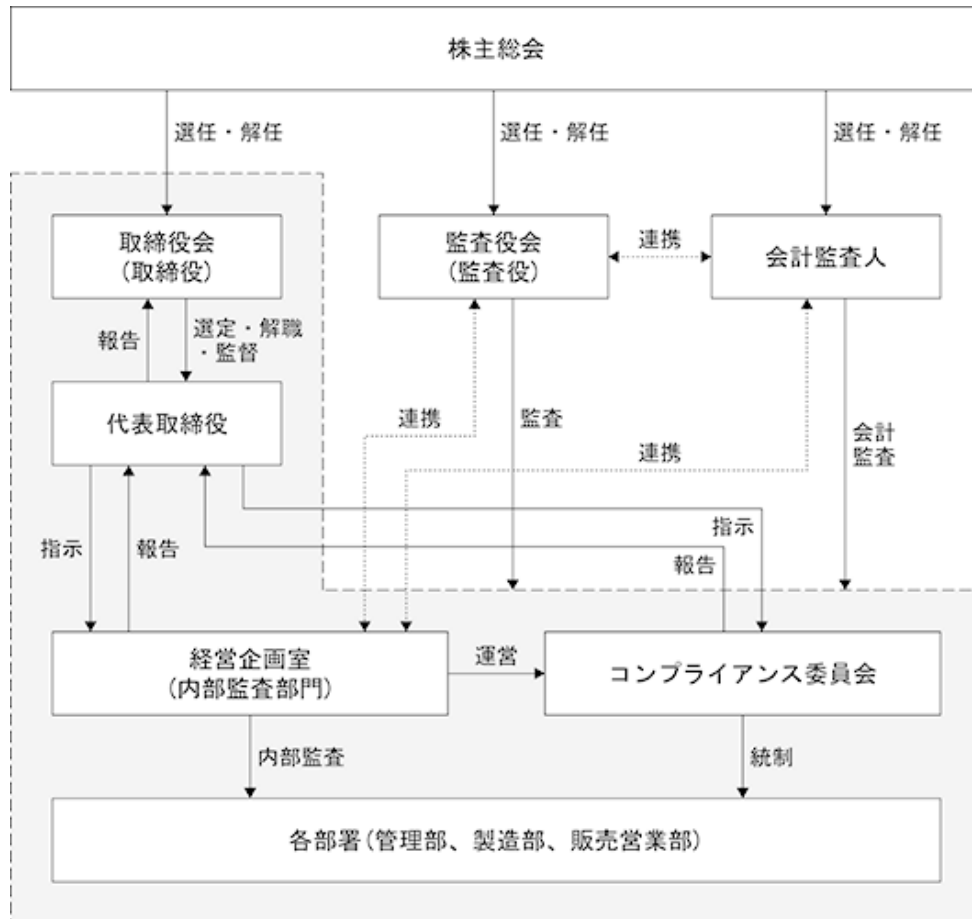 株主総会
選任・解任
選任・解任
選任・解任
取締役会
(取締役)
監査役会
(監査役)
連携
会計監査人
報告
選定・解職
・監督
代表取締役
連携
監査
連携
会計
監査
指示
報告
指示
報告
経営企画室
(内部監査部門)
運営
コンプライアンス委員会
内部監査
統制
各部署(管理部、製造部、販売営業部)